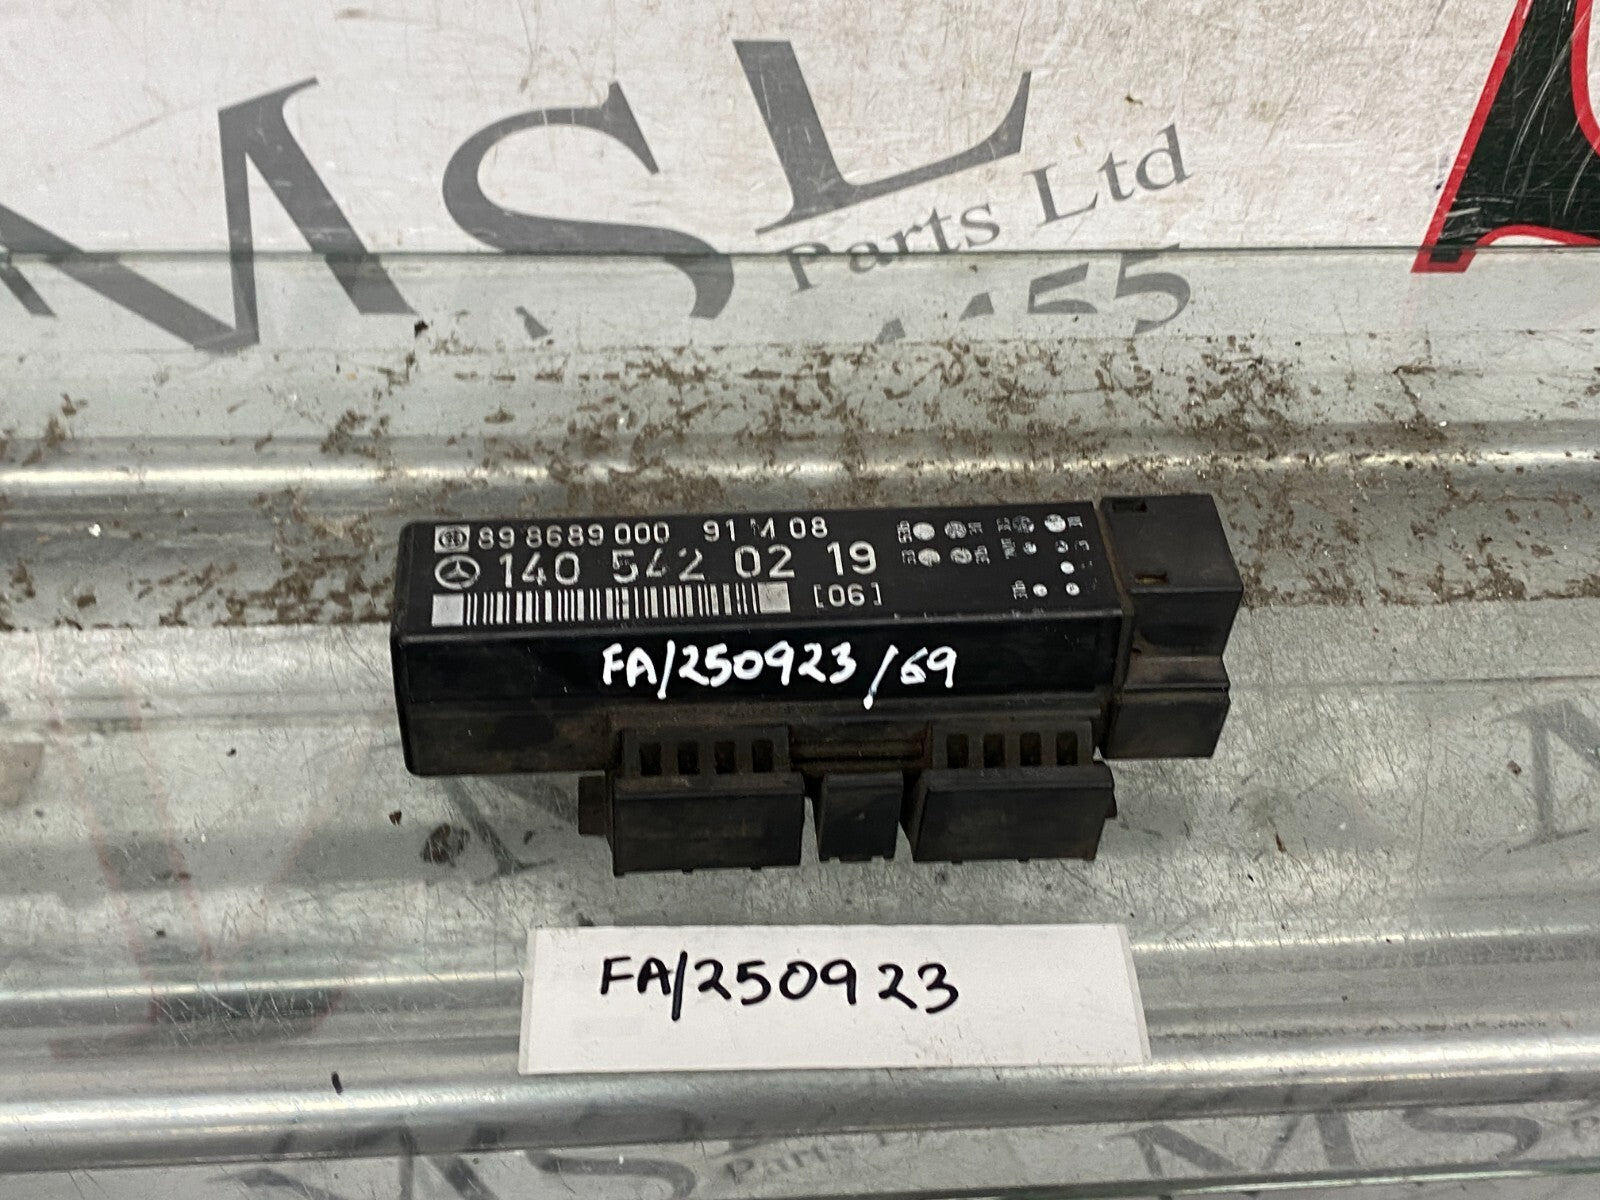 MSL
Parts Ltd
89 8689 000 91 M 08
140 542 02 19
[06]
FA/250923/69
FA/250923